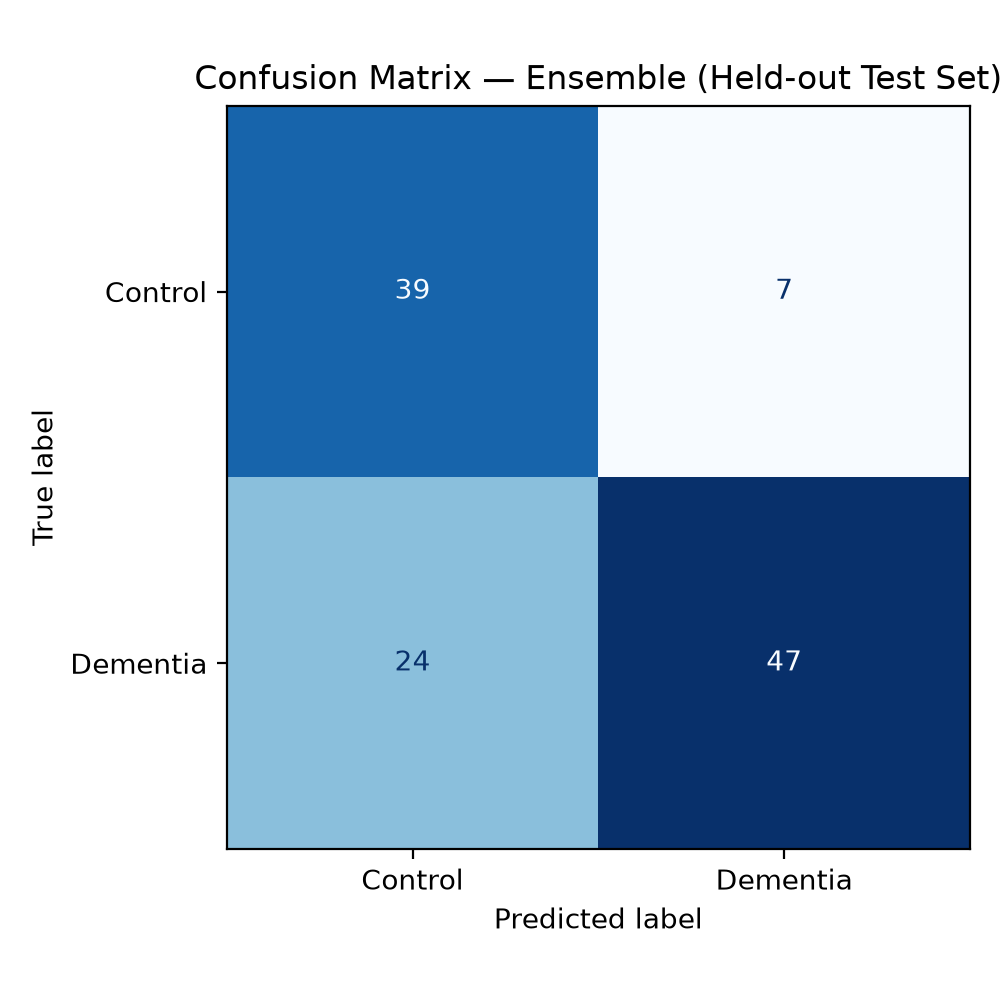 Confusion Matrix — Ensemble (Held-out Test Set)
True label
Control
39
7
Dementia
24
47
Control
Dementia
Predicted label